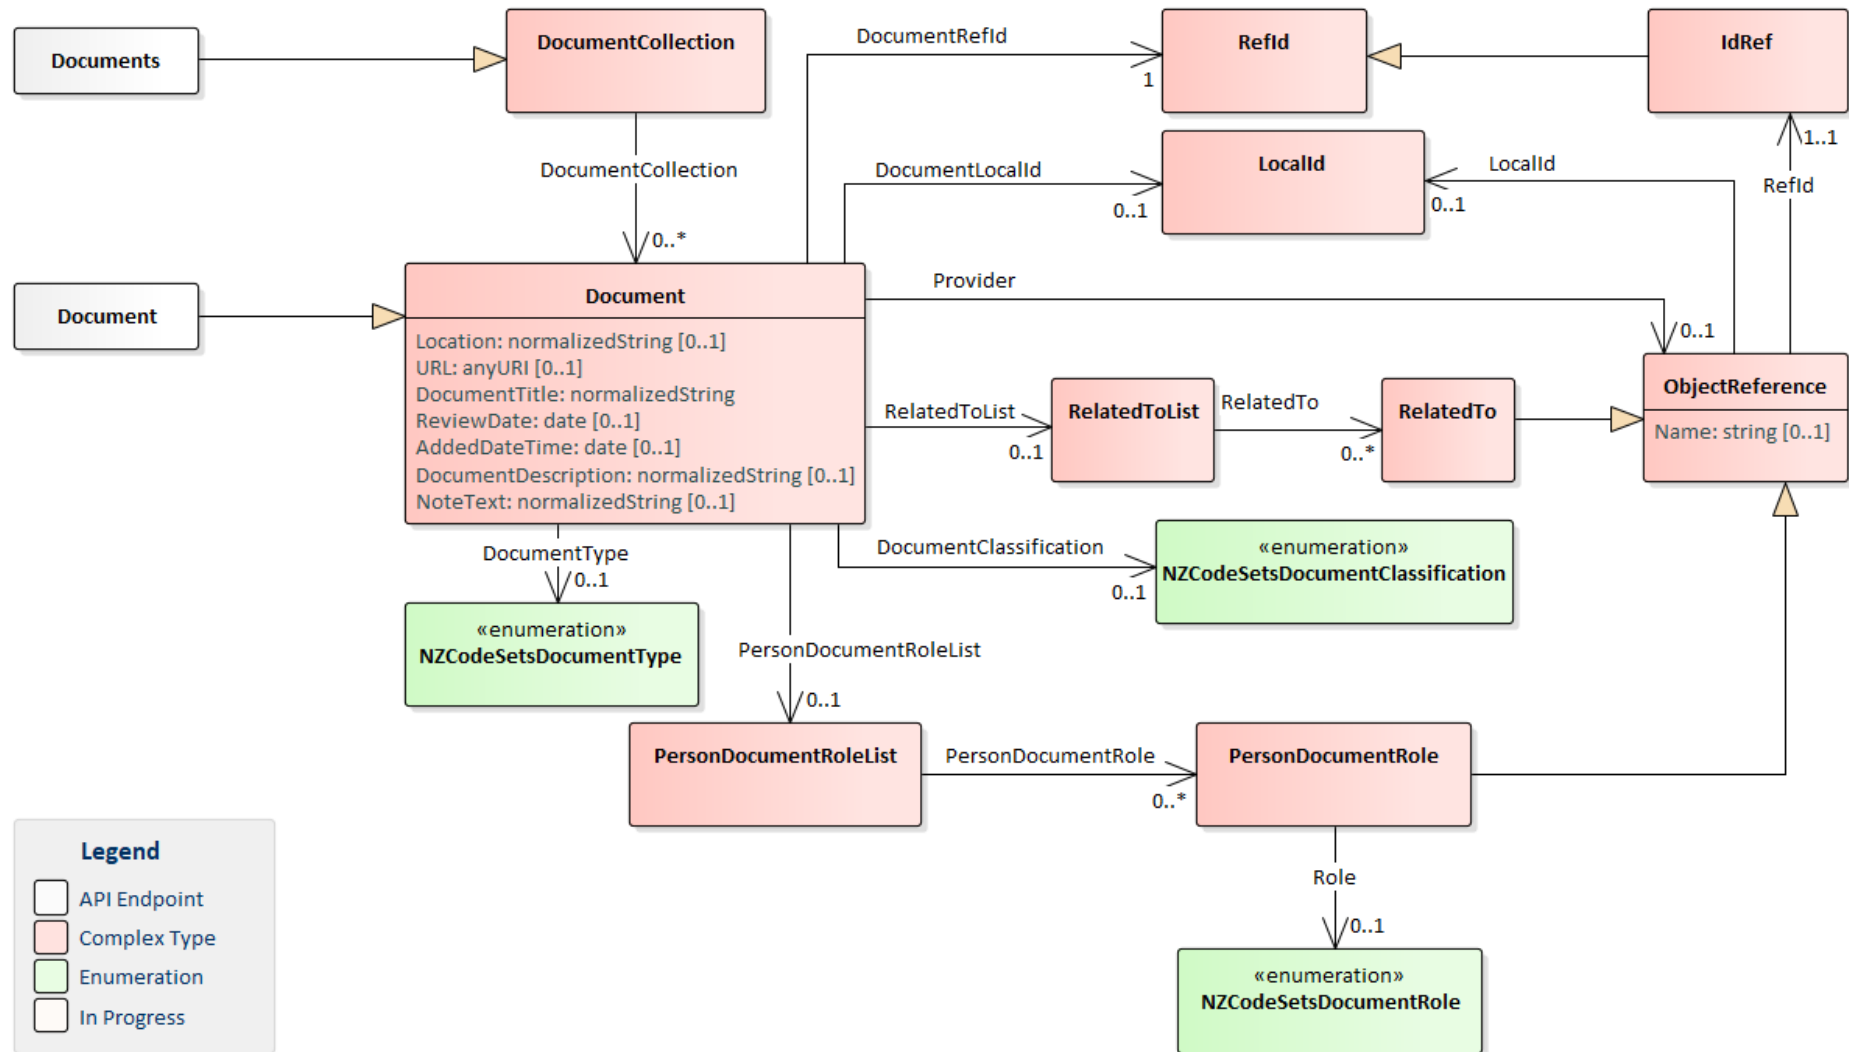 Documents
DocumentCollection
DocumentRefId
1
RefId
IdRef
1..1
DocumentCollection
0..*
DocumentLocalId
0..1
LocalId
LocalId
0..1
RefId
Document
Document
Location: normalizedString [0..1]
URL: anyURI [0..1]
DocumentTitle: normalizedString
ReviewDate: date [0..1]
AddedDateTime: date [0..1]
DocumentDescription: normalizedString [0..1]
NoteText: normalizedString [0..1]
Provider
0..1
RelatedToList
0..1
RelatedToList
RelatedTo
0..*
RelatedTo
ObjectReference
Name: string [0..1]
DocumentType
0..1
«enumeration»
NZCodeSetsDocumentType
DocumentClassification
0..1
«enumeration»
NZCodeSetsDocumentClassification
PersonDocumentRoleList
0..1
PersonDocumentRoleList
PersonDocumentRole
0..*
PersonDocumentRole
Role
0..1
«enumeration»
NZCodeSetsDocumentRole
Legend
API Endpoint
Complex Type
Enumeration
In Progress